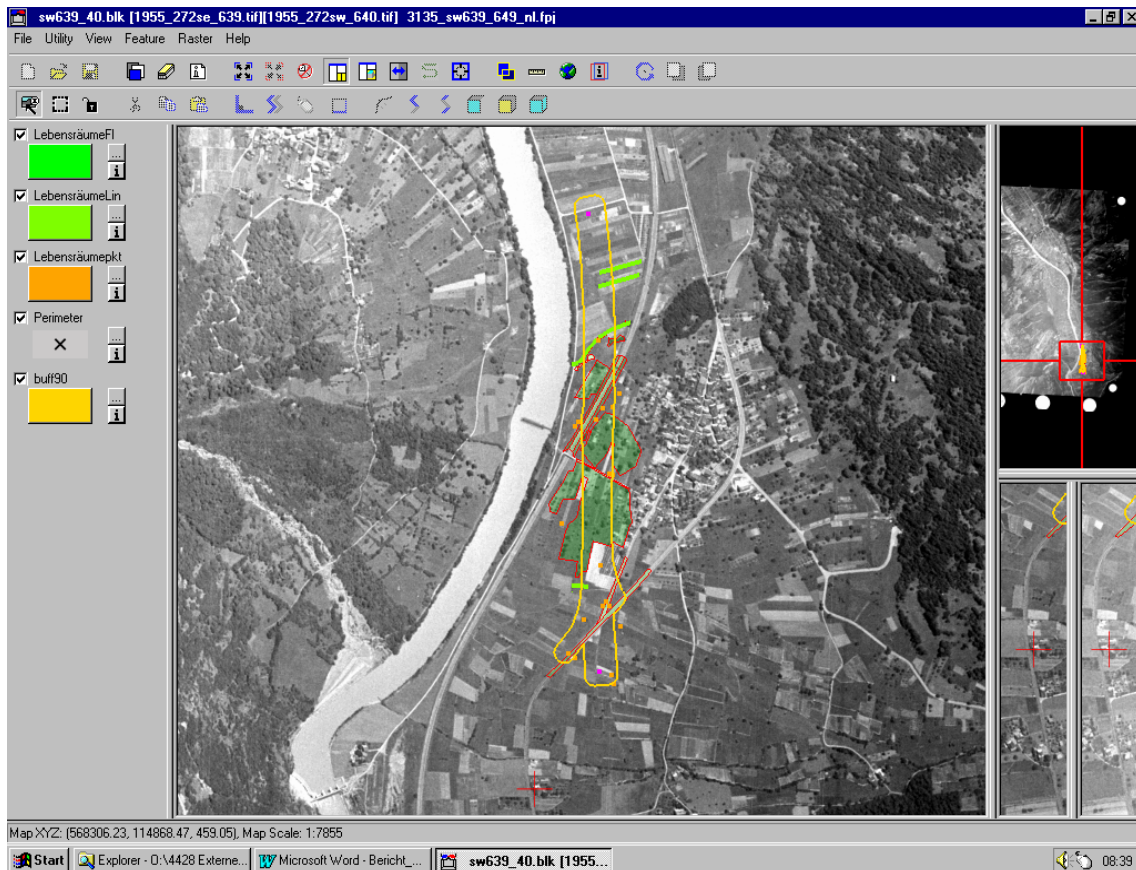 sw639_40.blk [1955_272se_639.tif][1955_272sw_640.tif] 3135_sw639_649_nl.fpj
File Utility View Feature Raster Help
LebensräumeFl
...
i
LebensräumeLin
...
i
Lebensräumepkt
...
i
Perimeter
...
i
buff90
...
i
Map XYZ: (568306.23, 114868.47, 459.05), Map Scale: 1:7855
Start Explorer - O:\4428 Externe... Microsoft Word - Bericht_... sw639_40.blk [1955... 08:39